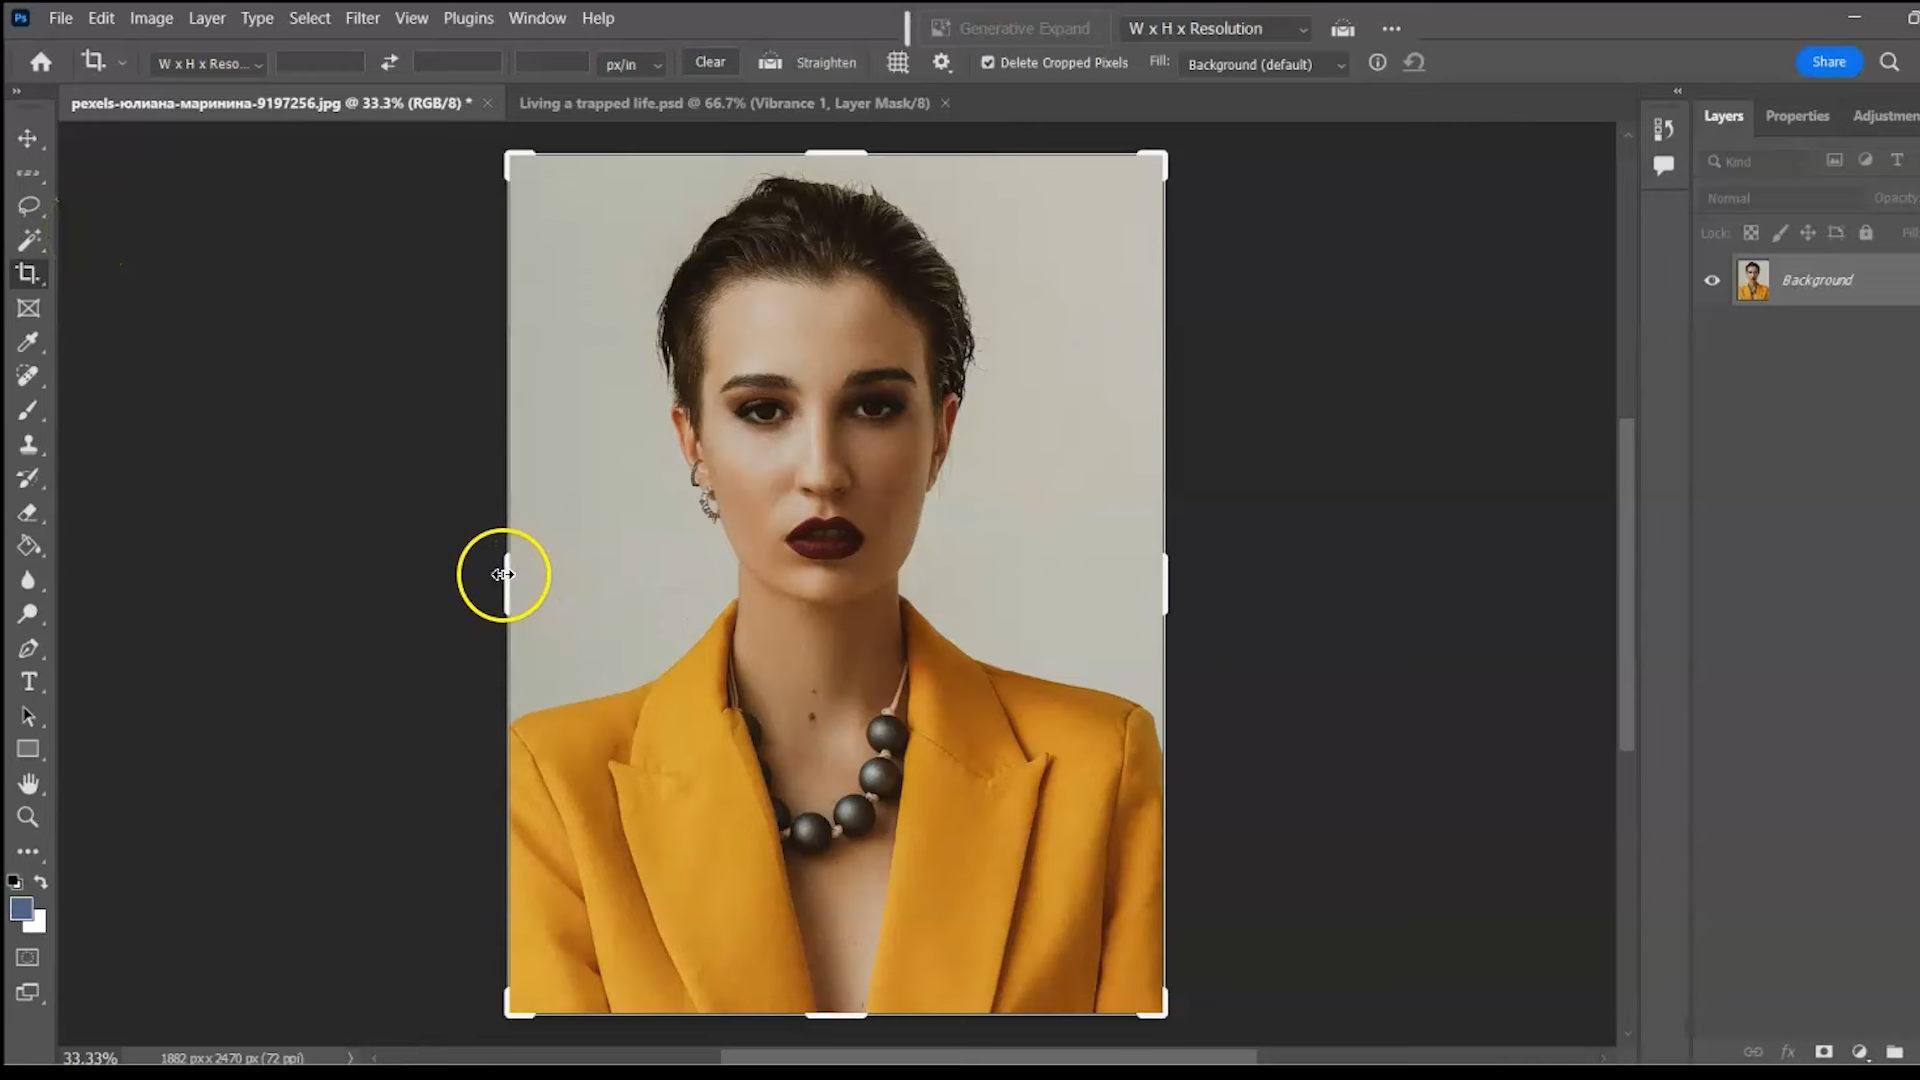 Ps File Edit Image Layer Type Select Filter View Plugins Window Help
Generative Expand W x H x Resolution
W x H x Reso... px/in Clear Straighten Delete Cropped Pixels Fill: Background (default) Share
pexels-юлиана-маринина-9197256.jpg @ 33.3% (RGB/8) * Living a trapped life.psd @ 66.7% (Vibrance 1, Layer Mask/8)
Layers Properties Adjustmen
Kind
Normal Opacity:
Lock: Fill
Background
33.33% 1882 px x 2470 px (72 ppi)